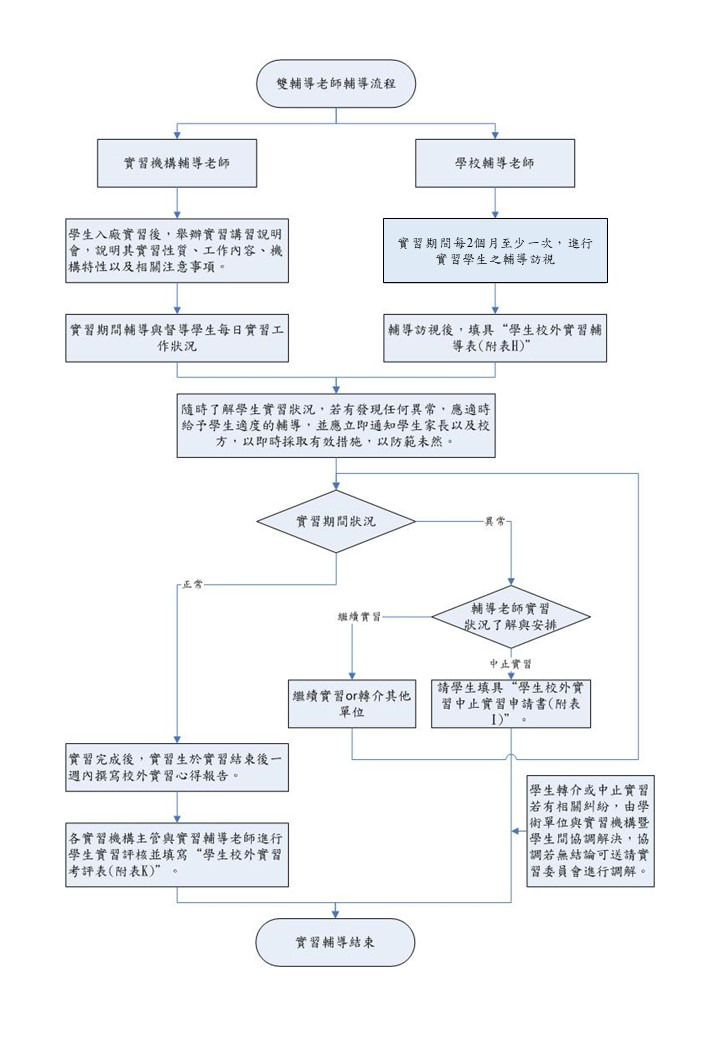 雙輔導老師輔導流程
實習機構輔導老師
學校輔導老師
學生入廠實習後，舉辦實習講習說明
會，說明其實習性質、工作內容、機
構特性以及相關注意事項。
實習期間每2個月至少一次，進行
實習學生之輔導訪視
實習期間輔導與督導學生每日實習工
作狀況
輔導訪視後，填具“學生校外實習輔
導表(附表H)”
隨時了解學生實習狀況，若有發現任何異常，應適時
給予學生適度的輔導，並應立即通知學生家長以及校
方，以即時採取有效措施，以防範未然。
實習期間狀況
異常
正常
輔導老師實習
狀況了解與安排
繼續實習
中止實習
繼續實習or轉介其他
單位
請學生填具“學生校外實
習中止實習申請書(附表
I)”。
實習完成後，實習生於實習結束後一
週內撰寫校外實習心得報告。
學生轉介或中止實習
若有相關糾紛，由學
術單位與實習機構暨
學生間協調解決，協
調若無結論可送請實
習委員會進行調解。
各實習機構主管與實習輔導老師進行
學生實習評核並填寫“學生校外實習
考評表(附表K)”。
實習輔導結束